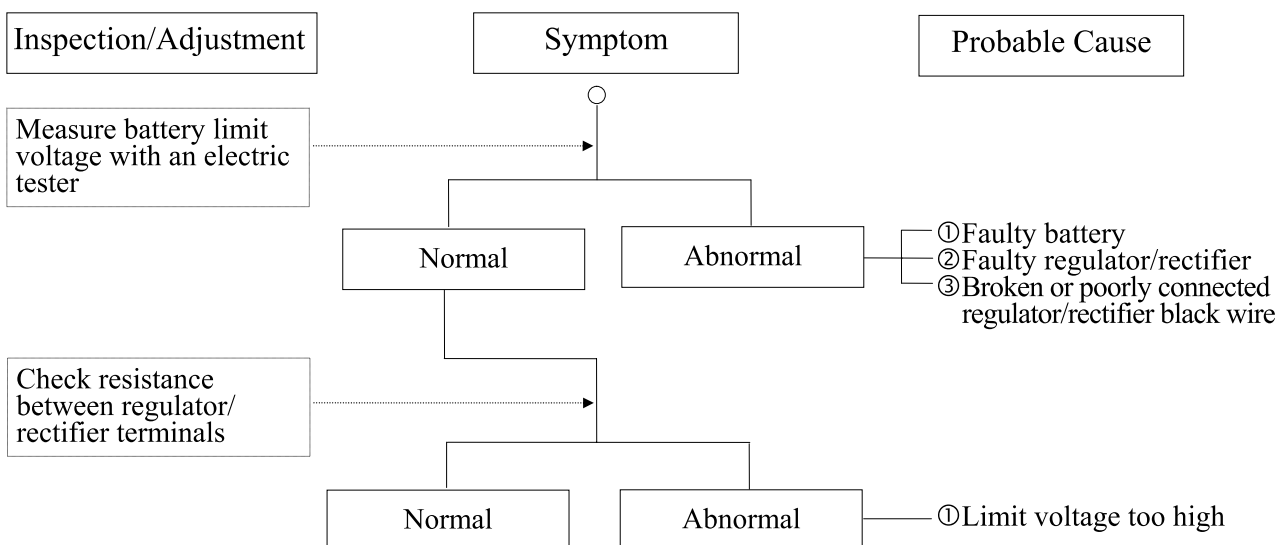 Inspection/Adjustment
Symptom
Probable Cause
Measure battery limit
voltage with an electric
tester
Normal
Abnormal
①Faulty battery
②Faulty regulator/rectifier
③Broken or poorly connected
regulator/rectifier black wire
Check resistance
between regulator/
rectifier terminals
Normal
Abnormal
①Limit voltage too high